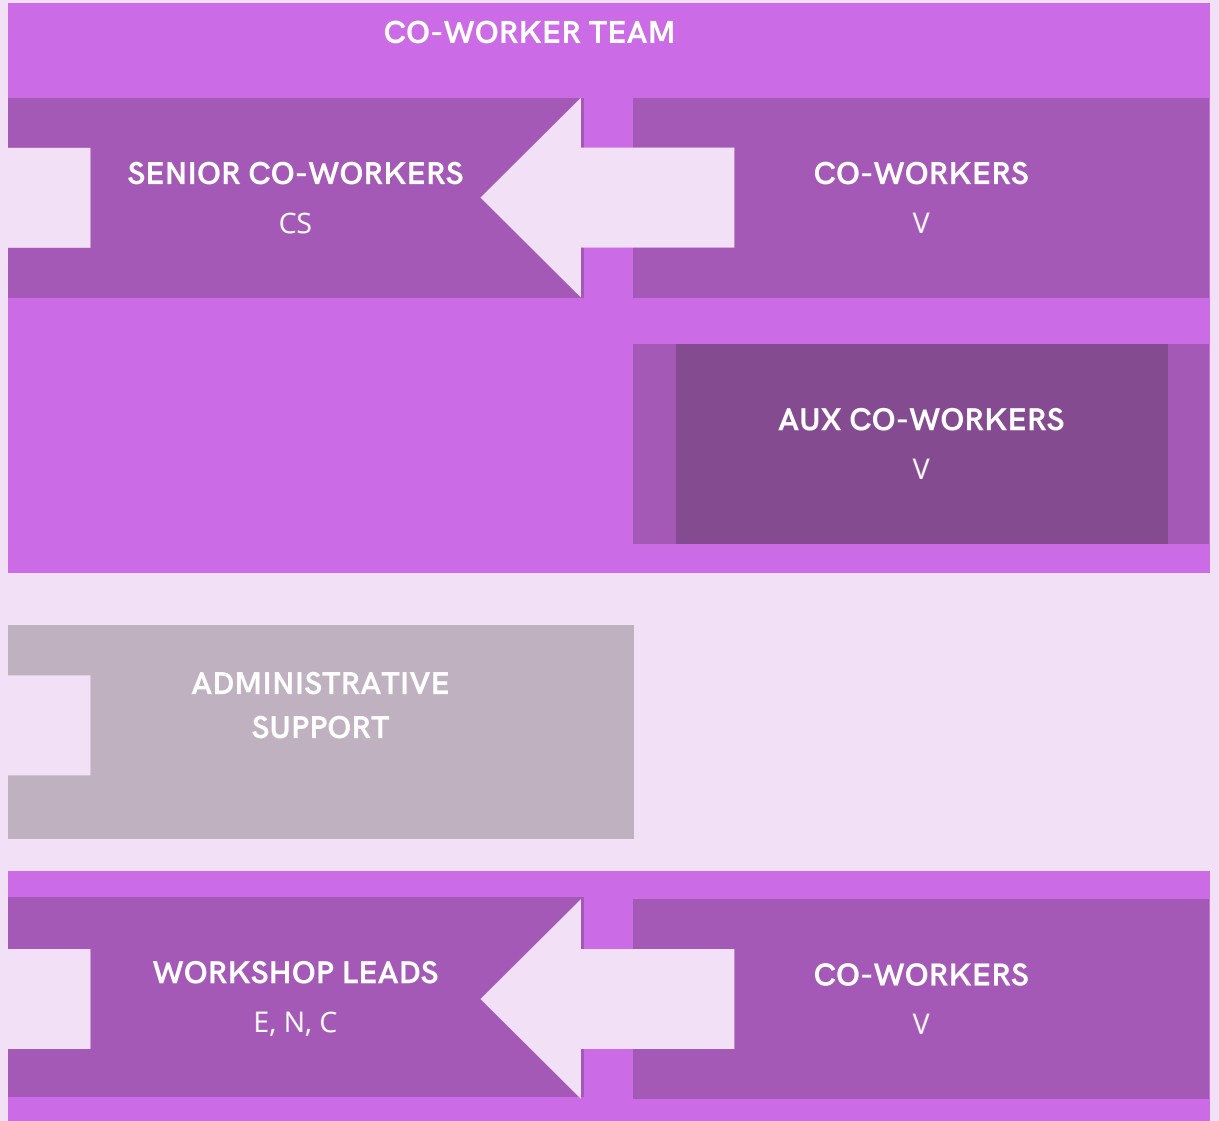 CO-WORKER TEAM
SENIOR CO-WORKERS
CS
CO-WORKERS
V
AUX CO-WORKERS
V
ADMINISTRATIVE
SUPPORT
WORKSHOP LEADS
E, N, C
CO-WORKERS
V